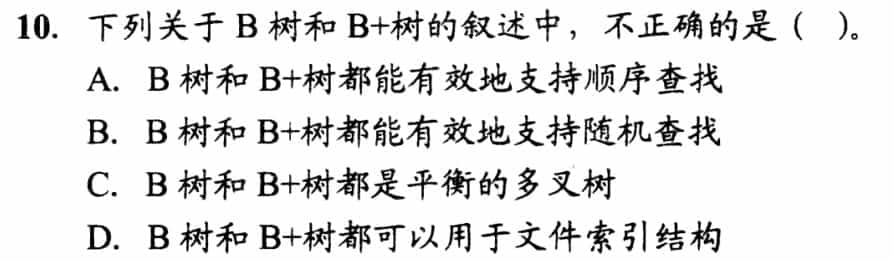 10. 下列关于 B 树和 B+树的叙述中，不正确的是（ ）。
A. B 树和 B+树都能有效地支持顺序查找
B. B 树和 B+树都能有效地支持随机查找
C. B 树和 B+树都是平衡的多叉树
D. B 树和 B+树都可以用于文件索引结构